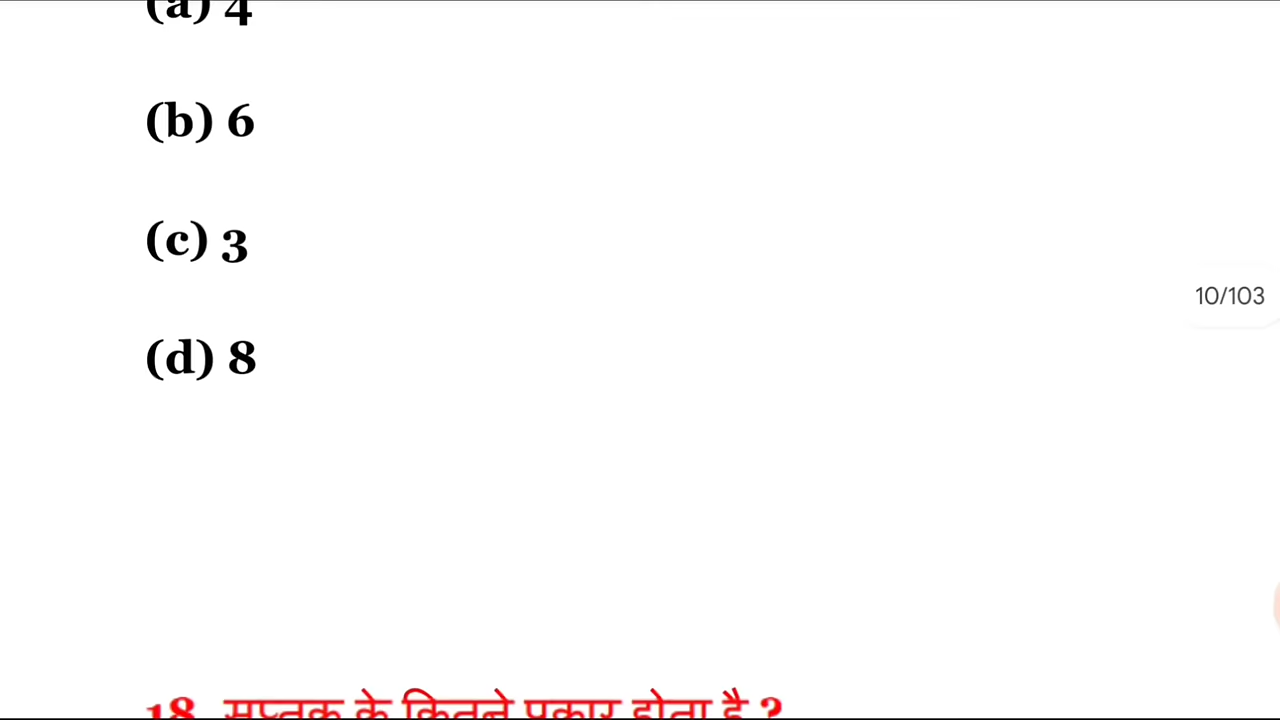 (a) 4
(b) 6
(c) 3
10/103
(d) 8
18. सप्तक के कितने प्रकार होता है ?